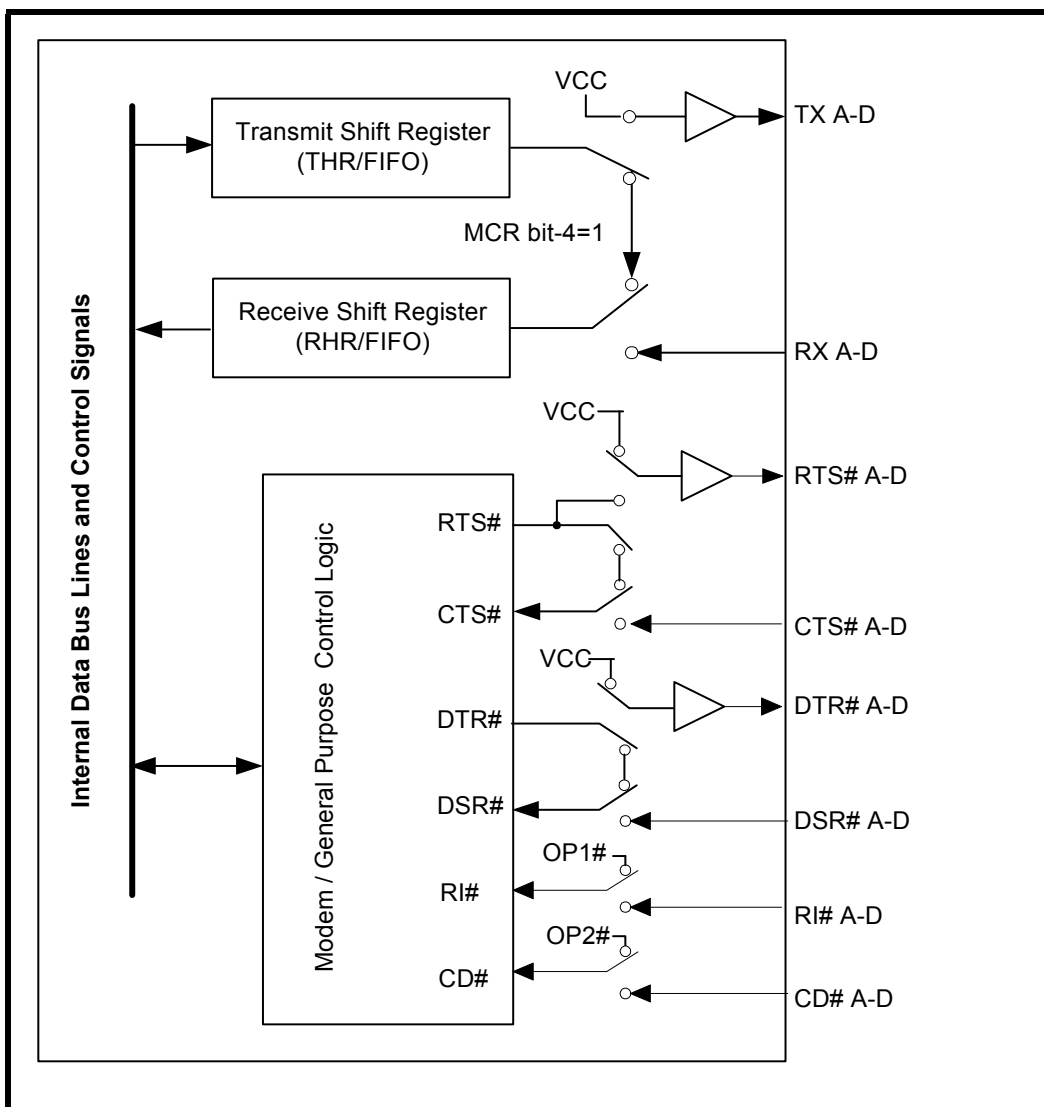 VCC
TX A-D
Transmit Shift Register
(THR/FIFO)
MCR bit-4=1
Receive Shift Register
(RHR/FIFO)
RX A-D
Internal Data Bus Lines and Control Signals
VCC
RTS# A-D
Modem / General Purpose Control Logic
RTS#
CTS#
CTS# A-D
VCC
DTR#
DTR# A-D
DSR#
DSR# A-D
OP1#
RI#
RI# A-D
OP2#
CD#
CD# A-D